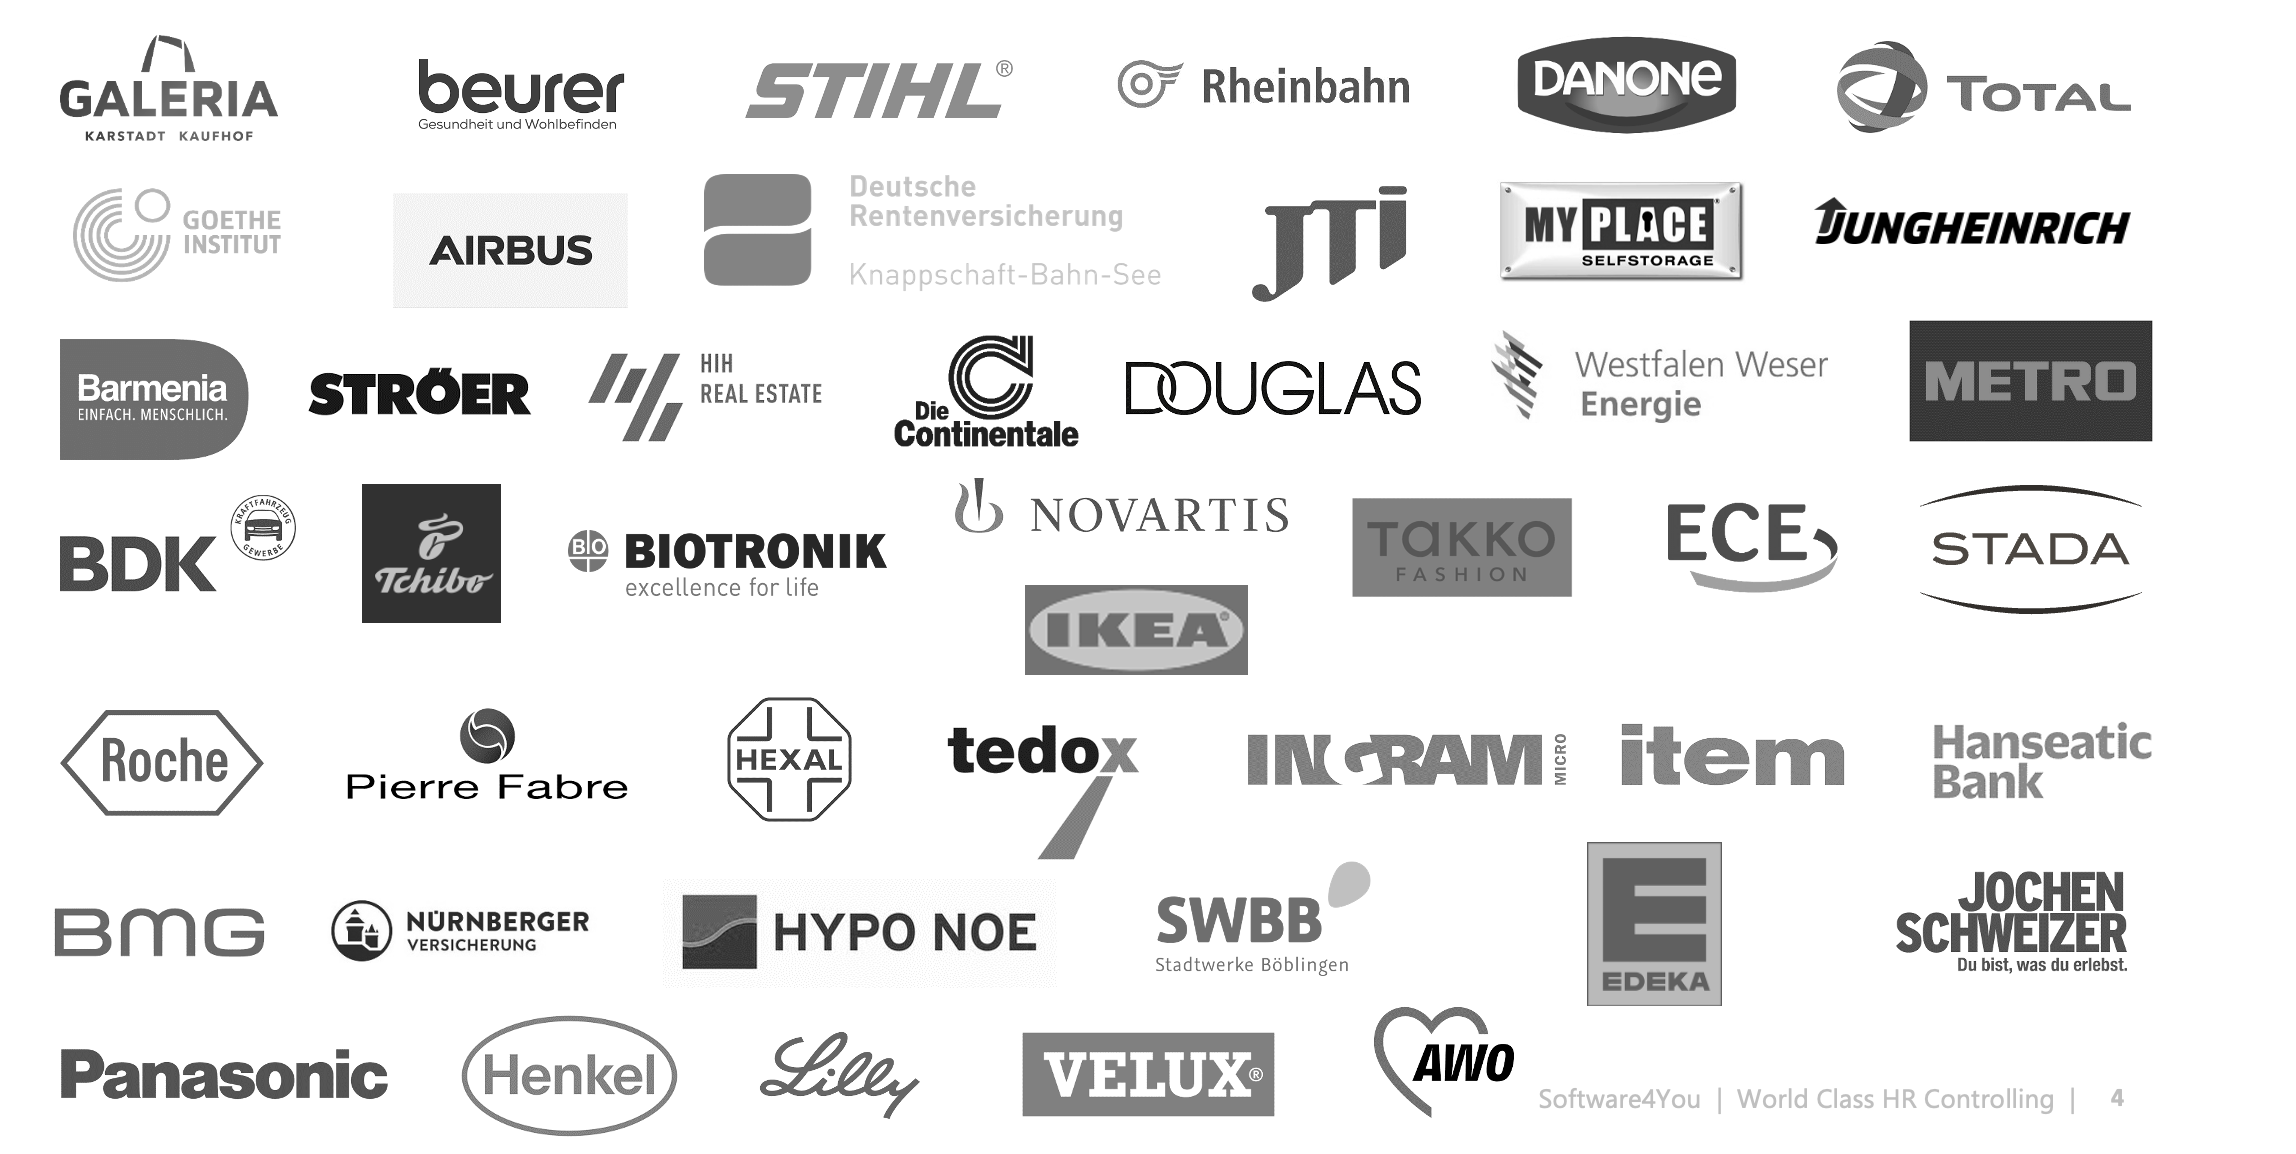 GALERIA
KARSTADT KAUFHOF
beurer
Gesundheit und Wohlbefinden
STIHL®
Rheinbahn
DANONE
TOTAL
GOETHE
INSTITUT
AIRBUS
Deutsche
Rentenversicherung
Knappschaft-Bahn-See
JTi
MYPLACE
SELFSTORAGE
JUNGHEINRICH
Barmenia
EINFACH. MENSCHLICH.
STRÖER
HIH
REAL ESTATE
Die
Continentale
DOUGLAS
Westfalen Weser
Energie
METRO
BDK
KRAFTFAHRZEUG
GEWERBE
Tchibo
BIO
BIOTRONIK
excellence for life
NOVARTIS
IKEA®
TaKKO
FASHION
ECE
STADA
Roche
Pierre Fabre
HEXAL
tedox
INGRAM MICRO
item
Hanseatic
Bank
BMG
NÜRNBERGER
VERSICHERUNG
HYPO NOE
SWBB
Stadtwerke Böblingen
E
EDEKA
JOCHEN
SCHWEIZER
Du bist, was du erlebst.
Panasonic
Henkel
Lilly
VELUX®
AWO
Software4You | World Class HR Controlling | 4